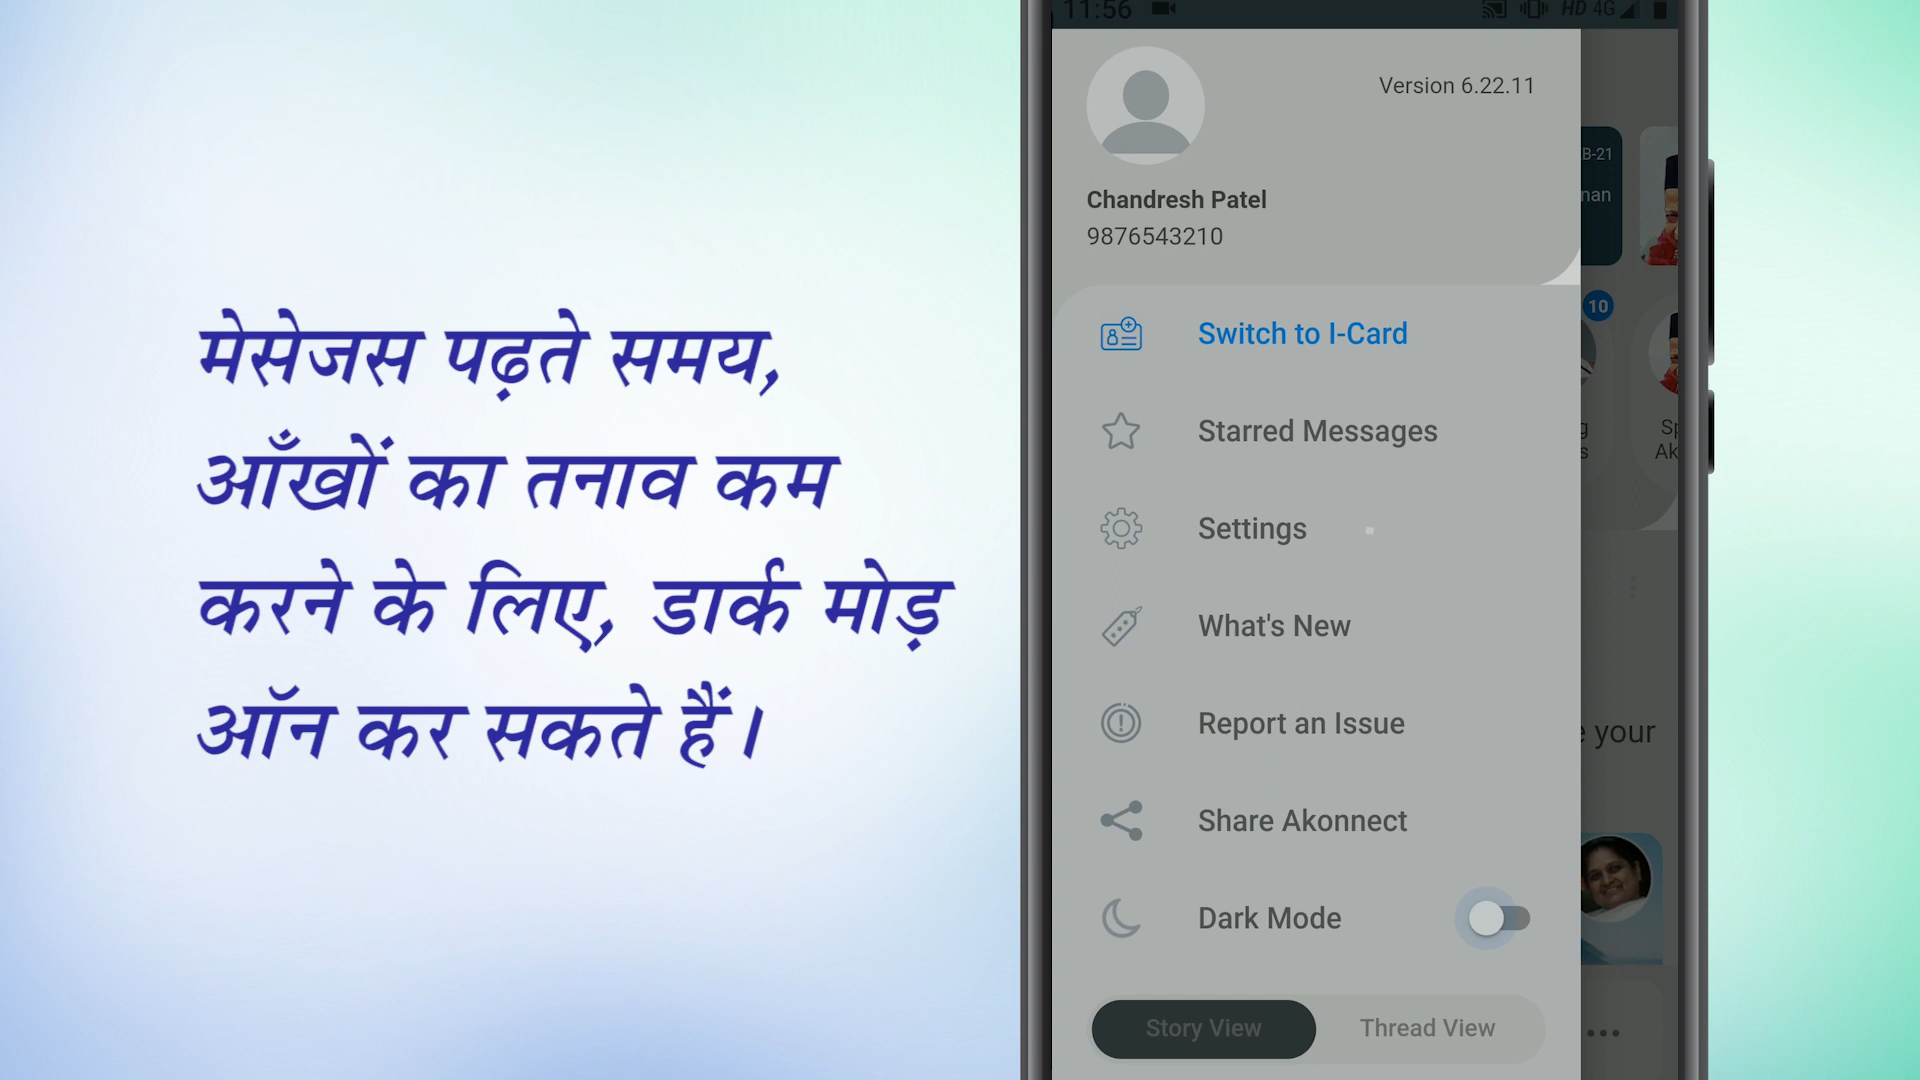 मेसेजस पढ़ते समय,
आँखों का तनाव कम
करने के लिए, डार्क मोड़
ऑन कर सकते हैं।
11:56
HD 4G
Version 6.22.11
Chandresh Patel
9876543210
Switch to I-Card
Starred Messages
Settings
What's New
Report an Issue
Share Akonnect
Dark Mode
Story View
Thread View
B-21
10
your